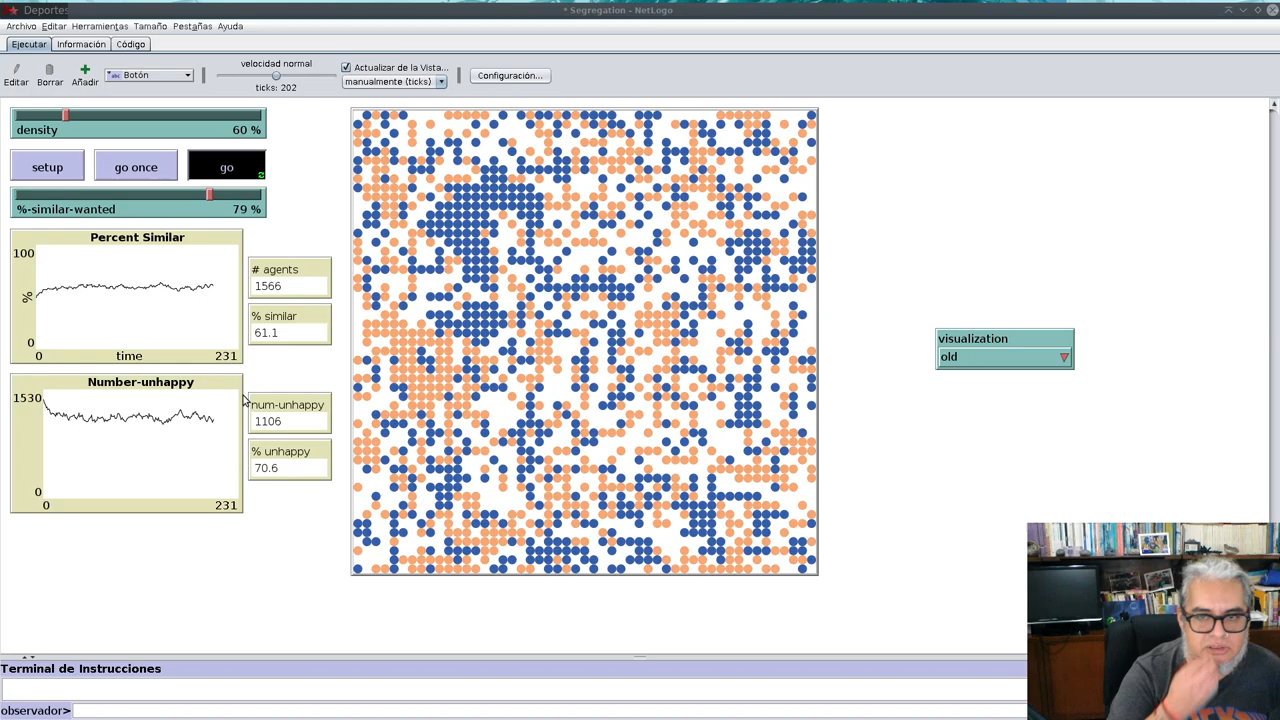 Deportes
* Segregation - NetLogo
Archivo Editar Herramientas Tamaño Pestañas Ayuda
Ejecutar Información Código
Editar Borrar Añadir
abc Botón
velocidad normal
ticks: 202
Actualizar de la Vista...
manualmente (ticks)
Configuración...
density 60 %
setup go once go
%-similar-wanted 79 %
Percent Similar
100
%
0
0 time 231
# agents
1566
% similar
61.1
Number-unhappy
1530
0
0 231
num-unhappy
1106
% unhappy
70.6
visualization
old
Terminal de Instrucciones
observador>